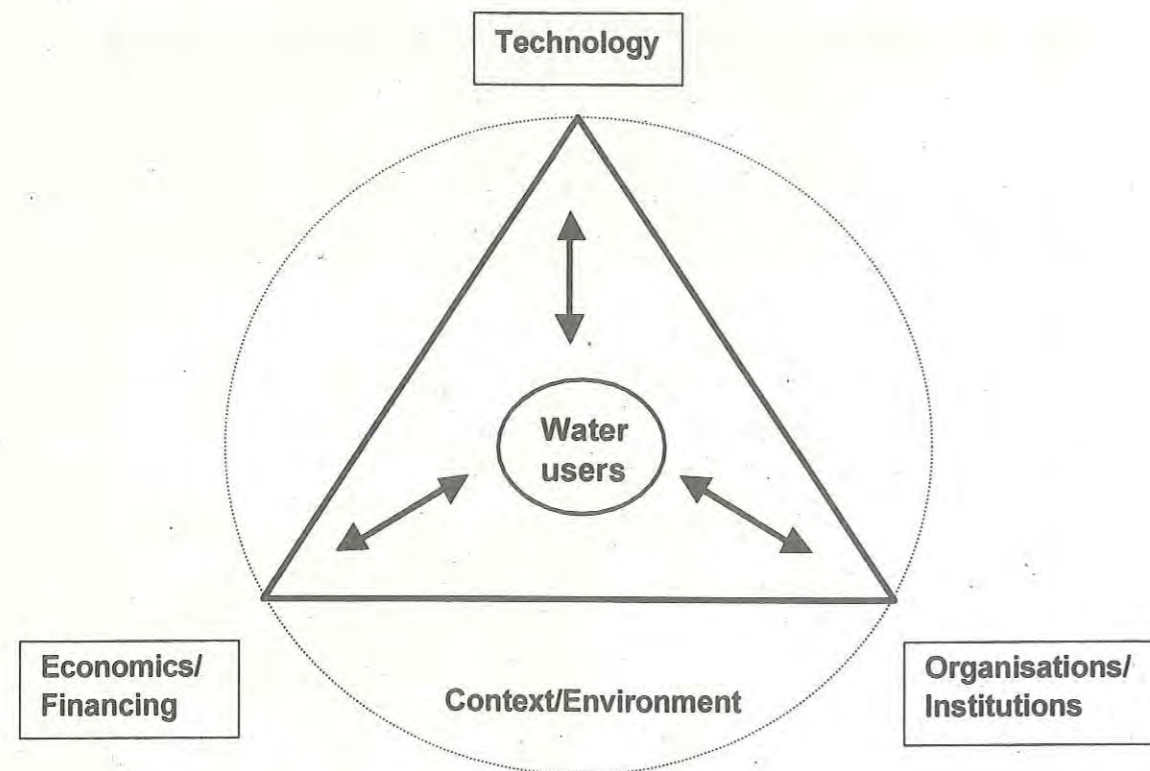 Technology
Water
users
Economics/
Financing
Context/Environment
Organisations/
Institutions